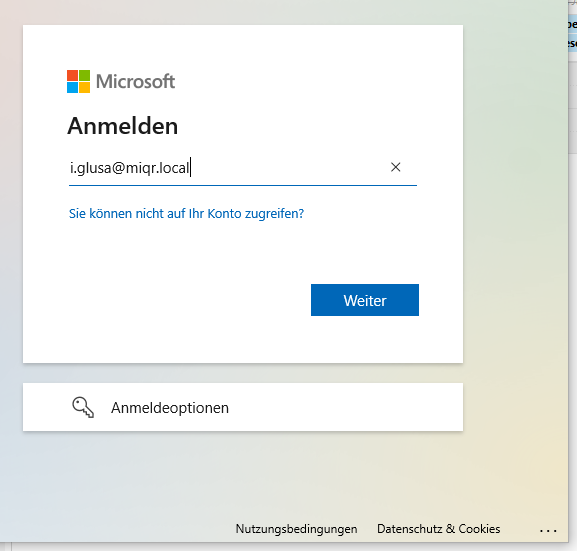 Microsoft
Anmelden
i.glusa@miqr.local
Sie können nicht auf Ihr Konto zugreifen?
Weiter
Anmeldeoptionen
Nutzungsbedingungen Datenschutz & Cookies ...